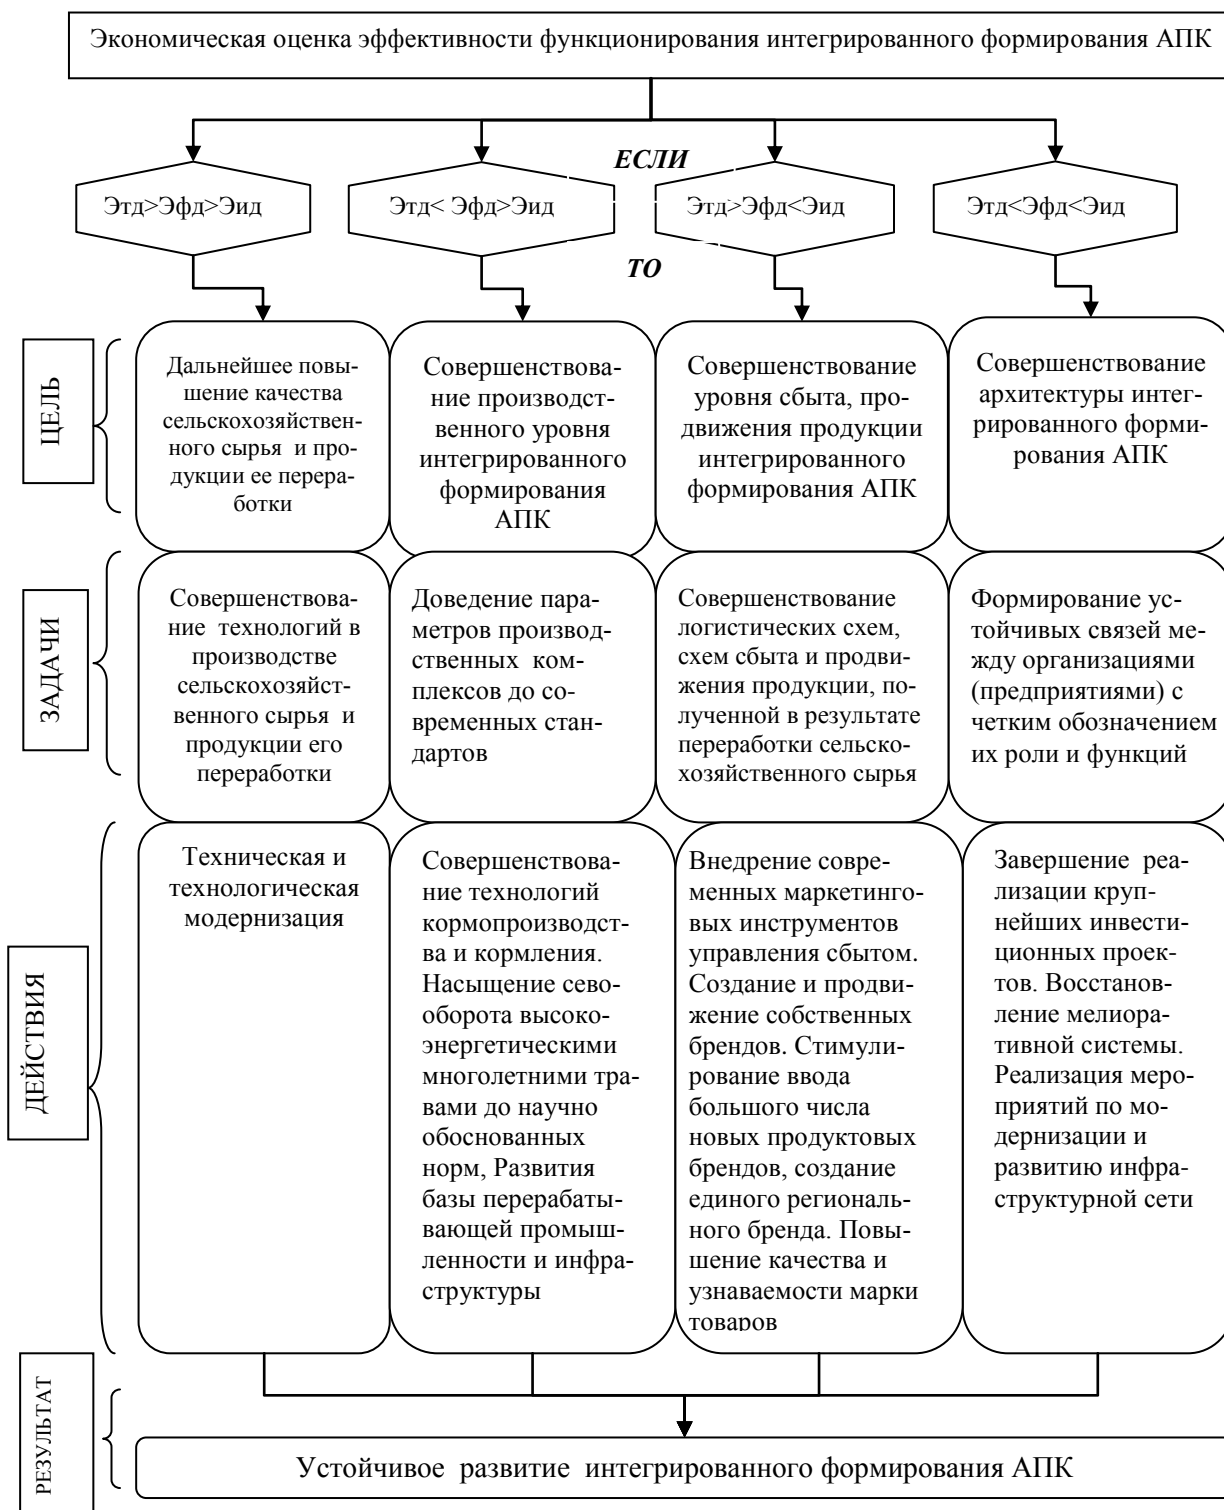 Экономическая оценка эффективности функционирования интегрированного формирования АПК
ЕСЛИ
Этд>Эфд>Эид
Этд< Эфд>Эид
Этд>Эфд<Эид
Этд<Эфд<Эид
ТО
ЦЕЛЬ
Дальнейшее повы-
шение качества
сельскохозяйствен-
ного сырья и про-
дукции ее перера-
ботки
Совершенствова-
ние производст-
венного уровня
интегрированного
формирования
АПК
Совершенствование
уровня сбыта, про-
движения продукции
интегрированного
формирования АПК
Совершенствование
архитектуры интег-
рированного форми-
рования АПК
ЗАДАЧИ
Совершенствова-
ние технологий в
производстве
сельскохозяйст-
венного сырья и
продукции его
переработки
Доведение пара-
метров производ-
ственных ком-
плексов до со-
временных стан-
дартов
Совершенствование
логистических схем,
схем сбыта и продви-
жения продукции, по-
лученной в результате
переработки сельско-
хозяйственного сырья
Формирование ус-
тойчивых связей ме-
жду организациями
(предприятиями) с
четким обозначением
их роли и функций
ДЕЙСТВИЯ
Техническая и
технологическая
модернизация
Совершенствова-
ние технологий
кормопроизводст-
ва и кормления.
Насыщение сево-
оборота высоко-
энергетическими
многолетними тра-
вами до научно
обоснованных
норм, Развития
базы перерабаты-
вающей промыш-
ленности и инфра-
структуры
Внедрение совре-
менных маркетинго-
вых инструментов
управления сбытом.
Создание и продви-
жение собственных
брендов. Стимули-
рование ввода
большого числа
новых продуктовых
брендов, создание
единого региональ-
ного бренда. Повы-
шение качества и
узнаваемости марки
товаров
Завершение реа-
лизации круп-
нейших инвести-
ционных проек-
тов. Восстанов-
ление мелиора-
тивной системы.
Реализация меро-
приятий по мо-
дернизации и
развитию инфра-
структурной сети
РЕЗУЛЬТАТ
Устойчивое развитие интегрированного формирования АПК